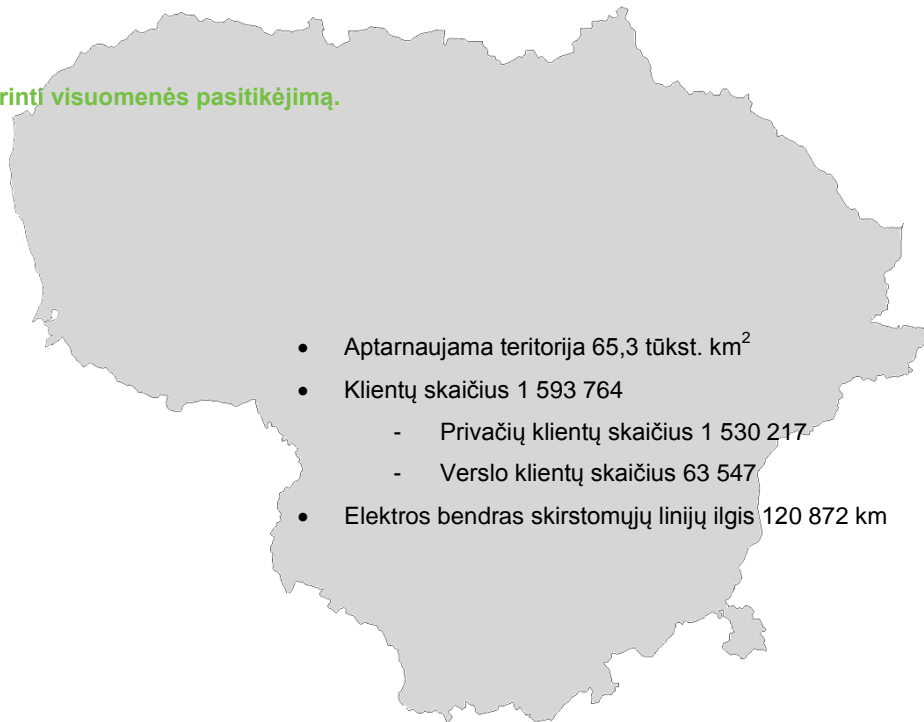 visuomenės pasitikėjimą.
• Aptarnaujama teritorija 65,3 tūkst. km²
• Klientų skaičius 1 593 764
- Privačių klientų skaičius 1 530 217
- Verslo klientų skaičius 63 547
• Elektros bendras skirstomųjų linijų ilgis 120 872 km